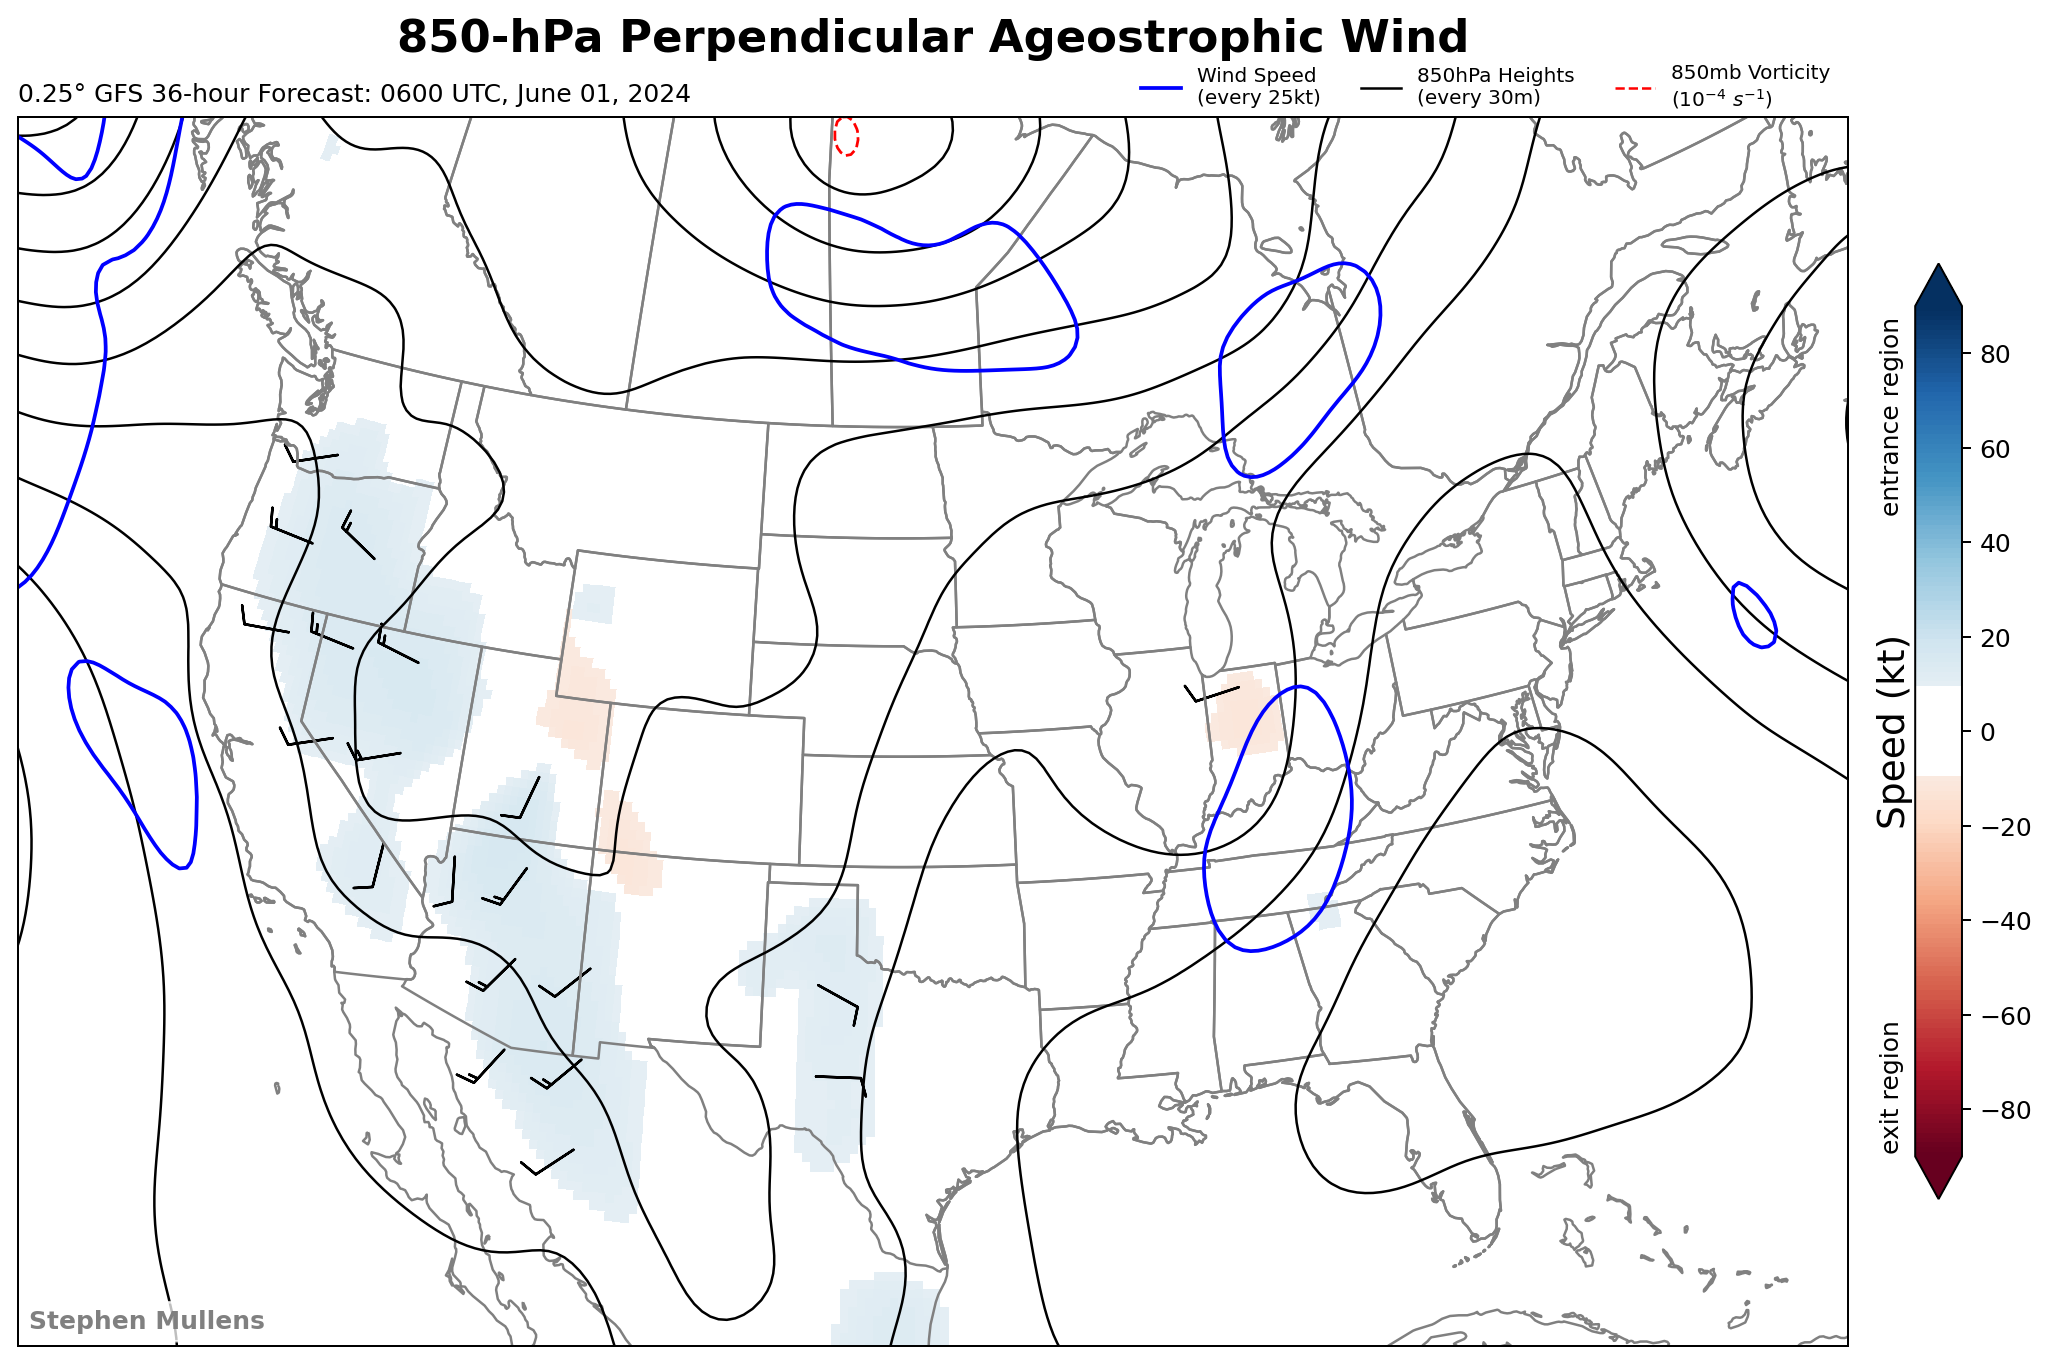 850-hPa Perpendicular Ageostrophic Wind
0.25° GFS 36-hour Forecast: 0600 UTC, June 01, 2024
Wind Speed
(every 25kt)
850hPa Heights
(every 30m)
850mb Vorticity
(10⁻⁴ s⁻¹)
entrance region
Speed (kt)
exit region
80
60
40
20
0
−20
−40
−60
−80
Stephen Mullens